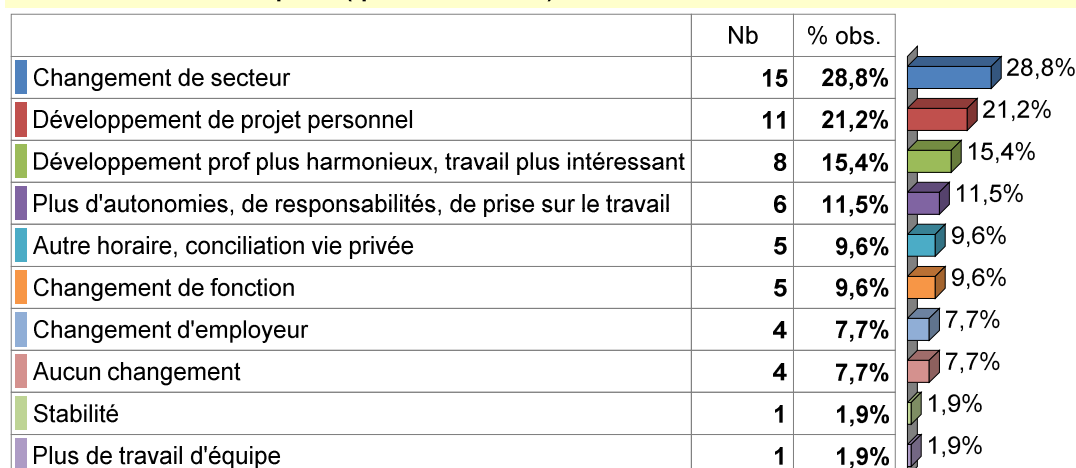 Nb % obs.
Changement de secteur 15 28,8% 28,8%
Développement de projet personnel 11 21,2% 21,2%
Développement prof plus harmonieux, travail plus intéressant 8 15,4% 15,4%
Plus d'autonomies, de responsabilités, de prise sur le travail 6 11,5% 11,5%
Autre horaire, conciliation vie privée 5 9,6% 9,6%
Changement de fonction 5 9,6% 9,6%
Changement d'employeur 4 7,7% 7,7%
Aucun changement 4 7,7% 7,7%
Stabilité 1 1,9% 1,9%
Plus de travail d'équipe 1 1,9% 1,9%